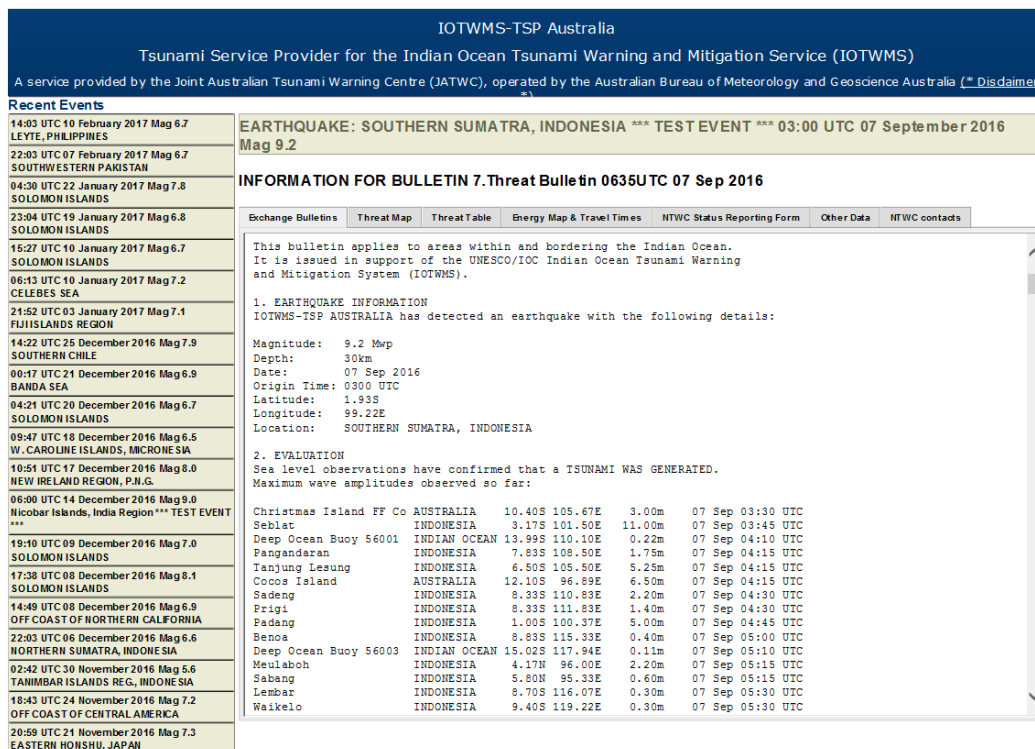 IOTWMS-TSP Australia
Tsunami Service Provider for the Indian Ocean Tsunami Warning and Mitigation Service (IOTWMS)
A service provided by the Joint Australian Tsunami Warning Centre (JATWC), operated by the Australian Bureau of Meteorology and Geoscience Australia (* Disclaimer
*)
Recent Events
14:03 UTC 10 February 2017 Mag 6.7
LEYTE, PHILIPPINES
22:03 UTC 07 February 2017 Mag 6.7
SOUTHWESTERN PAKISTAN
04:30 UTC 22 January 2017 Mag 7.8
SOLOMON ISLANDS
23:04 UTC 19 January 2017 Mag 6.8
SOLOMON ISLANDS
15:27 UTC 10 January 2017 Mag 6.7
SOLOMON ISLANDS
06:13 UTC 10 January 2017 Mag 7.2
CELEBES SEA
21:52 UTC 03 January 2017 Mag 7.1
FIJI ISLANDS REGION
14:22 UTC 25 December 2016 Mag 7.9
SOUTHERN CHILE
00:17 UTC 21 December 2016 Mag 6.9
BANDA SEA
04:21 UTC 20 December 2016 Mag 6.7
SOLOMON ISLANDS
09:47 UTC 18 December 2016 Mag 6.5
W. CAROLINE ISLANDS, MICRONESIA
10:51 UTC 17 December 2016 Mag 8.0
NEW IRELAND REGION, P.N.G.
06:00 UTC 14 December 2016 Mag 9.0
Nicobar Islands, India Region *** TEST EVENT
***
19:10 UTC 09 December 2016 Mag 7.0
SOLOMON ISLANDS
17:38 UTC 08 December 2016 Mag 8.1
SOLOMON ISLANDS
14:49 UTC 08 December 2016 Mag 6.9
OFF COAST OF NORTHERN CALIFORNIA
22:03 UTC 06 December 2016 Mag 6.6
NORTHERN SUMATRA, INDONESIA
02:42 UTC 30 November 2016 Mag 5.6
TANIMBAR ISLANDS REG., INDONESIA
18:43 UTC 24 November 2016 Mag 7.2
OFF COAST OF CENTRAL AMERICA
20:59 UTC 21 November 2016 Mag 7.3
EASTERN HONSHU, JAPAN
EARTHQUAKE: SOUTHERN SUMATRA, INDONESIA *** TEST EVENT *** 03:00 UTC 07 September 2016
Mag 9.2
INFORMATION FOR BULLETIN 7.Threat Bulletin 0635UTC 07 Sep 2016
Exchange Bulletins Threat Map Threat Table Energy Map & Travel Times NTWC Status Reporting Form Other Data NTWC contacts
This bulletin applies to areas within and bordering the Indian Ocean.
It is issued in support of the UNESCO/IOC Indian Ocean Tsunami Warning
and Mitigation System (IOTWMS).
1. EARTHQUAKE INFORMATION
IOTWMS-TSP AUSTRALIA has detected an earthquake with the following details:
Magnitude: 9.2 Mwp
Depth: 30km
Date: 07 Sep 2016
Origin Time: 0300 UTC
Latitude: 1.93S
Longitude: 99.22E
Location: SOUTHERN SUMATRA, INDONESIA
2. EVALUATION
Sea level observations have confirmed that a TSUNAMI WAS GENERATED.
Maximum wave amplitudes observed so far:
Christmas Island FF Co AUSTRALIA 10.40S 105.67E 3.00m 07 Sep 03:30 UTC
Seblat INDONESIA 3.17S 101.50E 11.00m 07 Sep 03:45 UTC
Deep Ocean Buoy 56001 INDIAN OCEAN 13.99S 110.10E 0.22m 07 Sep 04:10 UTC
Pangandaran INDONESIA 7.83S 108.50E 1.75m 07 Sep 04:15 UTC
Tanjung Lesung INDONESIA 6.50S 105.50E 5.25m 07 Sep 04:15 UTC
Cocos Island AUSTRALIA 12.10S 96.89E 6.50m 07 Sep 04:15 UTC
Sadeng INDONESIA 8.33S 110.83E 2.20m 07 Sep 04:30 UTC
Prigi INDONESIA 8.33S 111.83E 1.40m 07 Sep 04:30 UTC
Padang INDONESIA 1.00S 100.37E 5.00m 07 Sep 04:45 UTC
Benoa INDONESIA 8.83S 115.33E 0.40m 07 Sep 05:00 UTC
Deep Ocean Buoy 56003 INDIAN OCEAN 15.02S 117.94E 0.11m 07 Sep 05:10 UTC
Meulaboh INDONESIA 4.17N 96.00E 2.20m 07 Sep 05:15 UTC
Sabang INDONESIA 5.80N 95.33E 0.60m 07 Sep 05:15 UTC
Lembar INDONESIA 8.70S 116.07E 0.30m 07 Sep 05:30 UTC
Waikelo INDONESIA 9.40S 119.22E 0.30m 07 Sep 05:30 UTC